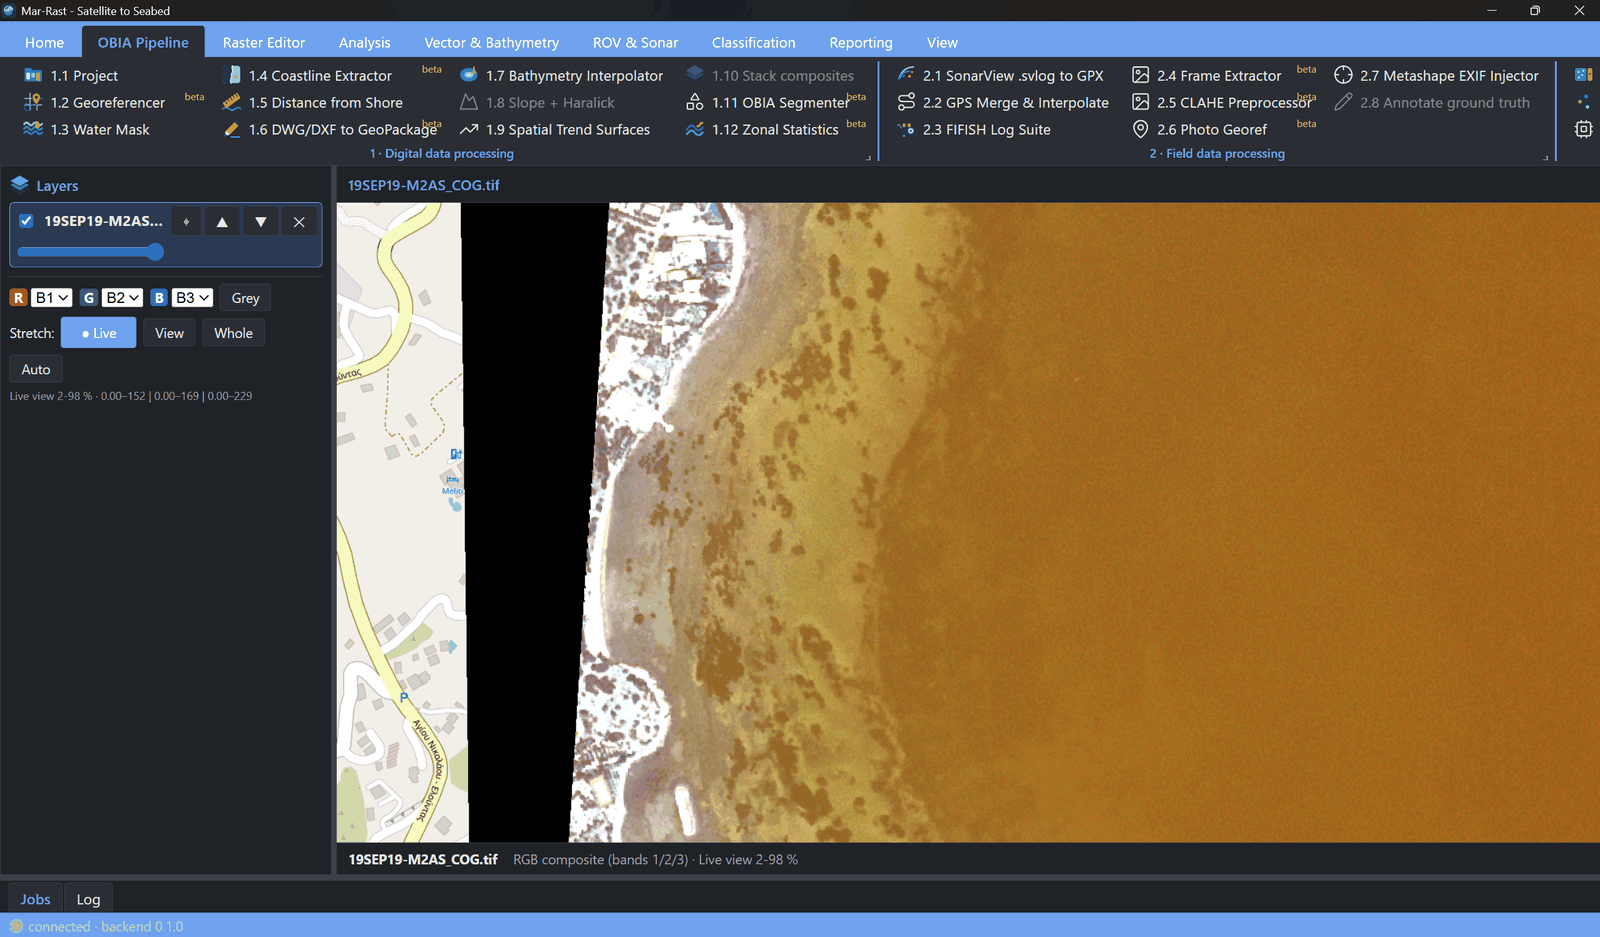 Mar-Rast - Satellite to Seabed
Home OBIA Pipeline Raster Editor Analysis Vector & Bathymetry ROV & Sonar Classification Reporting View
1.1 Project
1.2 Georeferencer beta
1.3 Water Mask
1.4 Coastline Extractor beta
1.5 Distance from Shore
1.6 DWG/DXF to GeoPackage beta
1.7 Bathymetry Interpolator
1.8 Slope + Haralick
1.9 Spatial Trend Surfaces
1.10 Stack composites
1.11 OBIA Segmenter beta
1.12 Zonal Statistics beta
1 · Digital data processing
2.1 SonarView .svlog to GPX
2.2 GPS Merge & Interpolate
2.3 FIFISH Log Suite
2.4 Frame Extractor beta
2.5 CLAHE Preprocessor beta
2.6 Photo Georef beta
2.7 Metashape EXIF Injector
2.8 Annotate ground truth
2 · Field data processing
Layers
19SEP19-M2AS...
R B1 G B2 B B3 Grey
Stretch: Live View Whole
Auto
Live view 2-98 % · 0.00–152 | 0.00–169 | 0.00–229
19SEP19-M2AS_COG.tif
ούντας
P
Αγίου Νικολάου - Ελούντας
19SEP19-M2AS_COG.tif RGB composite (bands 1/2/3) · Live view 2-98 %
Jobs Log
connected · backend 0.1.0